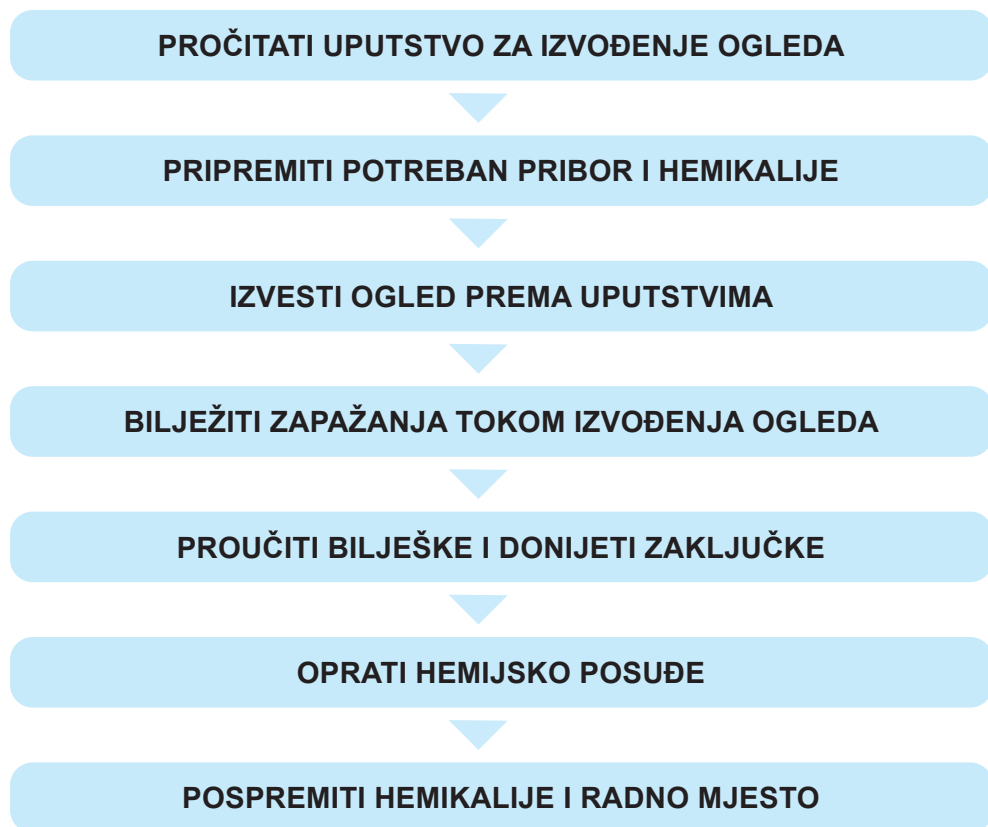 PROČITATI UPUTSTVO ZA IZVOĐENJE OGLEDA
PRIPREMITI POTREBAN PRIBOR I HEMIKALIJE
IZVESTI OGLED PREMA UPUTSTVIMA
BILJEŽITI ZAPAŽANJA TOKOM IZVOĐENJA OGLEDA
PROUČITI BILJEŠKE I DONIJETI ZAKLJUČKE
OPRATI HEMIJSKO POSUĐE
POSPREMITI HEMIKALIJE I RADNO MJESTO